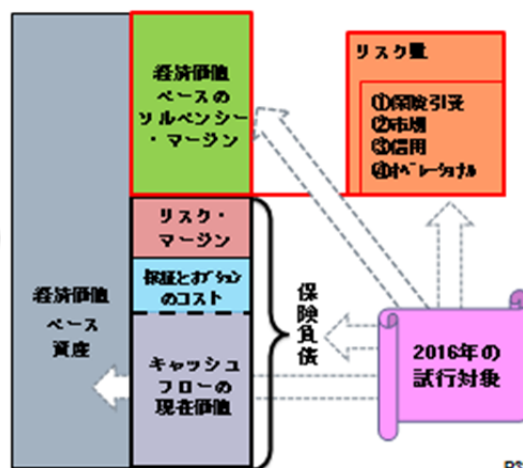 経済価値
ベースの
ソルベンシー
・マージン
リスク量
①保険引受
②市場
③信用
④オペレーショナル
リスク・
マージン
保証とオプション
のコスト
経済価値
ベース
資産
キャッシュ
フローの
現在価値
保険負債
2016年の
試行対象